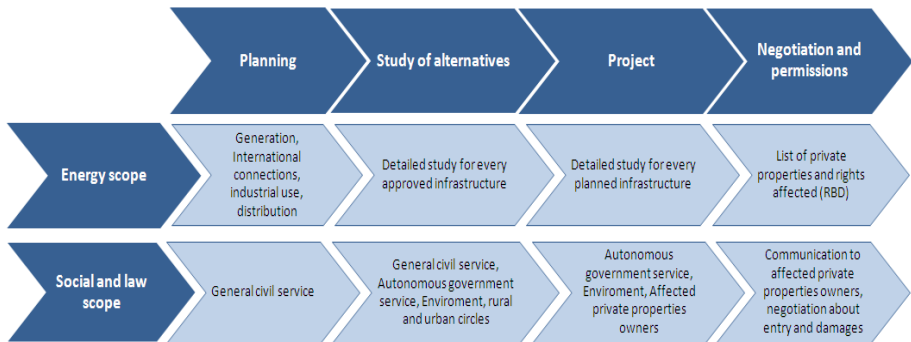 Planning
Study of alternatives
Project
Negotiation and
permissions
Energy scope
Generation,
International
connections,
industrial use,
distribution
Detailed study for every
approved infrastructure
Detailed study for every
planned infrastructure
List of private
properties and rights
affected (RBD)
Social and law
scope
General civil service
General civil service,
Autonomous government
service, Enviroment, rural
and urban circles
Autonomous
government service,
Enviroment, Affected
private properties
owners
Communication to
affected private
properties owners,
negotiation about
entry and damages